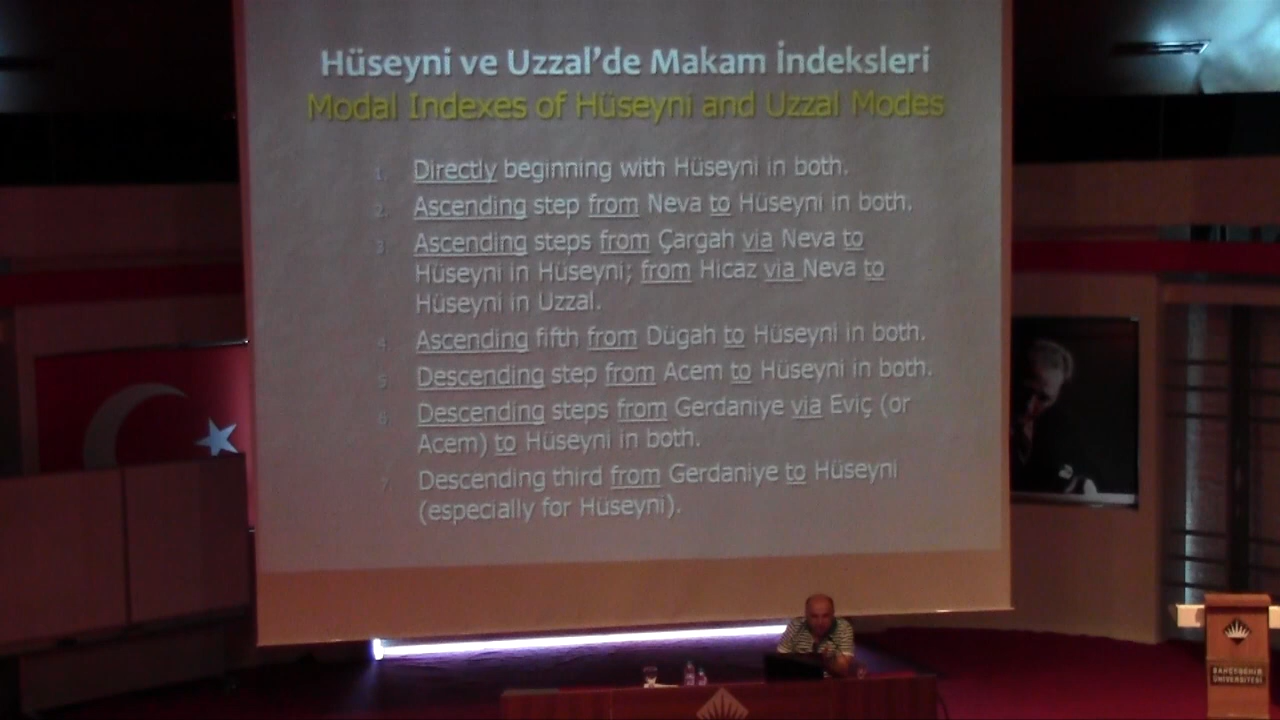 Hüseyni ve Uzzal'de Makam İndeksleri
Modal Indexes of Hüseyni and Uzzal Modes
1. Directly beginning with Hüseyni in both.
2. Ascending step from Neva to Hüseyni in both.
3. Ascending steps from Çargah via Neva to
Hüseyni in Hüseyni; from Hicaz via Neva to
Hüseyni in Uzzal.
4. Ascending fifth from Dügah to Hüseyni in both.
5. Descending step from Acem to Hüseyni in both.
6. Descending steps from Gerdaniye via Eviç (or
Acem) to Hüseyni in both.
7. Descending third from Gerdaniye to Hüseyni
(especially for Hüseyni).
BAHÇEŞEHİR
ÜNİVERSİTESİ